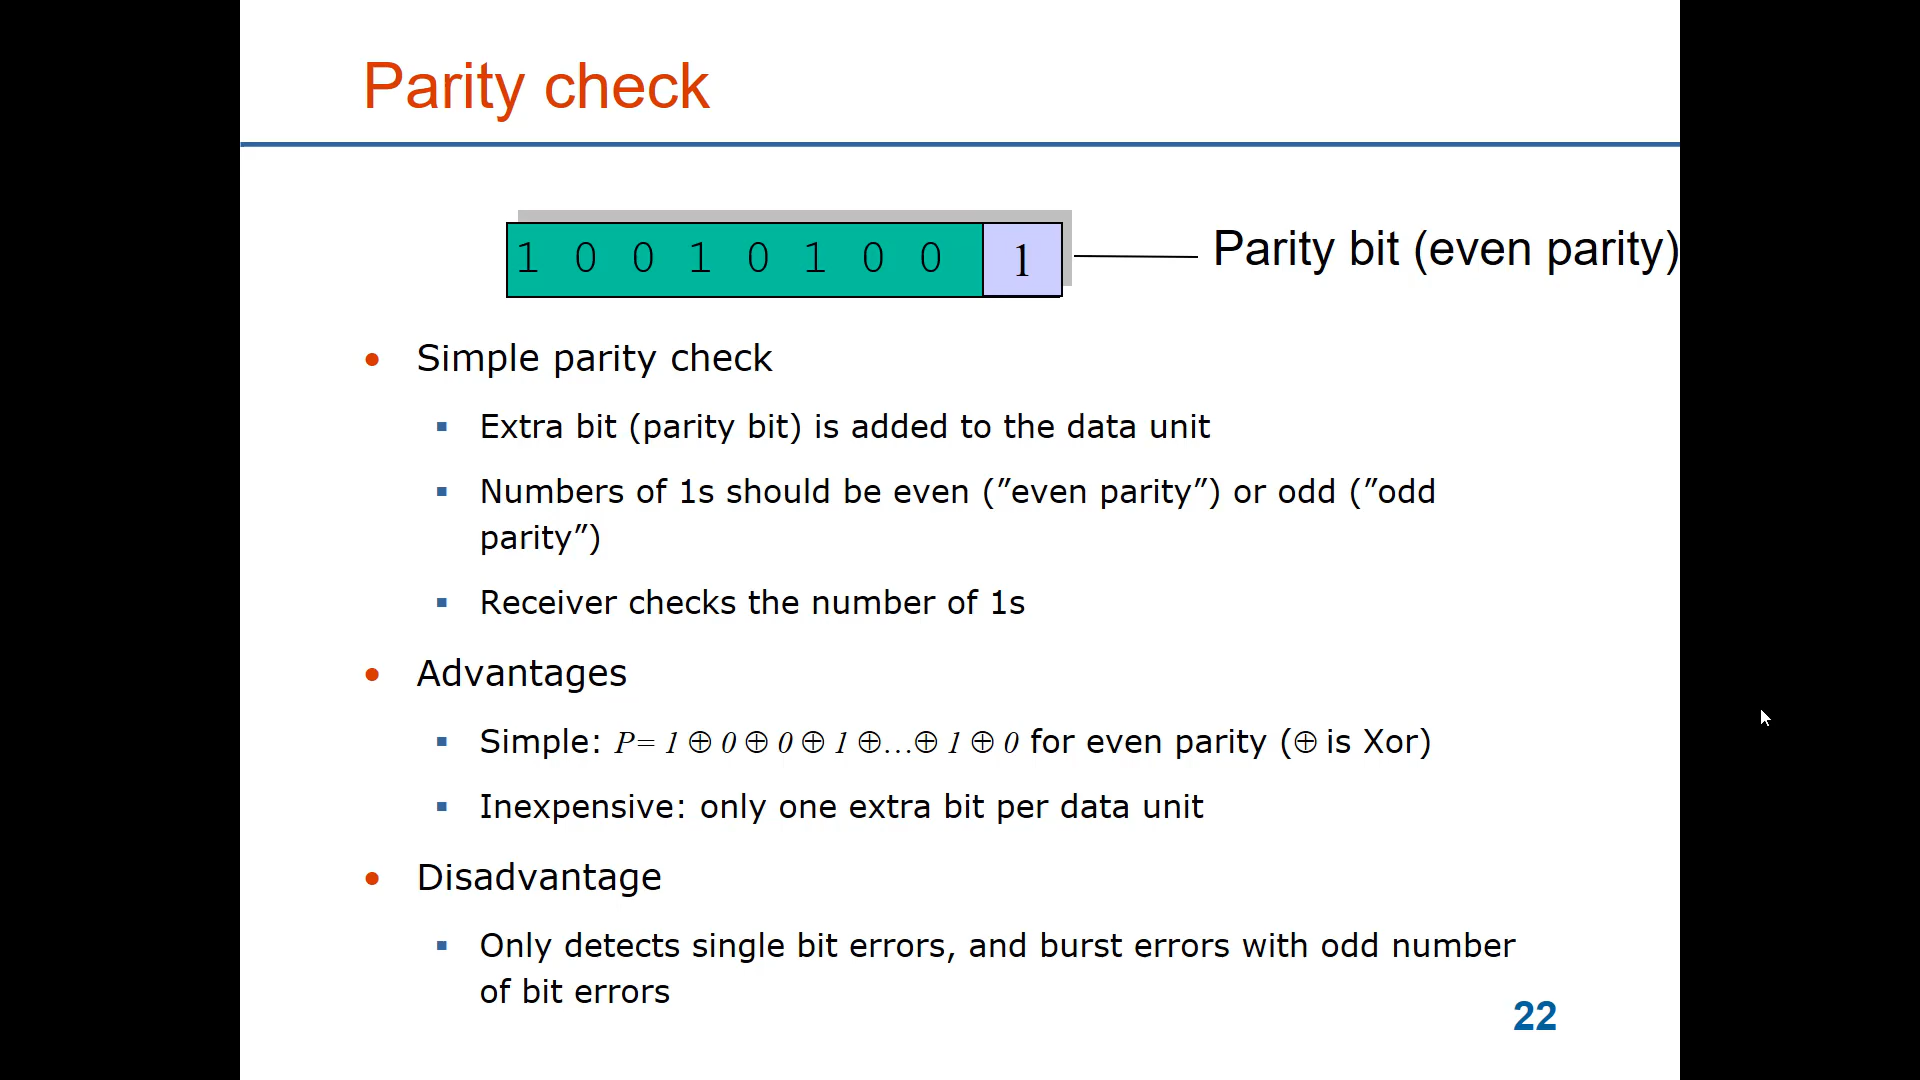 Parity check
1 0 0 1 0 1 0 0 1 Parity bit (even parity)
• Simple parity check
▪ Extra bit (parity bit) is added to the data unit
▪ Numbers of 1s should be even (”even parity”) or odd (”odd
parity”)
▪ Receiver checks the number of 1s
• Advantages
▪ Simple: P= 1 ⊕ 0 ⊕ 0 ⊕ 1 ⊕…⊕ 1 ⊕ 0 for even parity (⊕ is Xor)
▪ Inexpensive: only one extra bit per data unit
• Disadvantage
▪ Only detects single bit errors, and burst errors with odd number
of bit errors
22